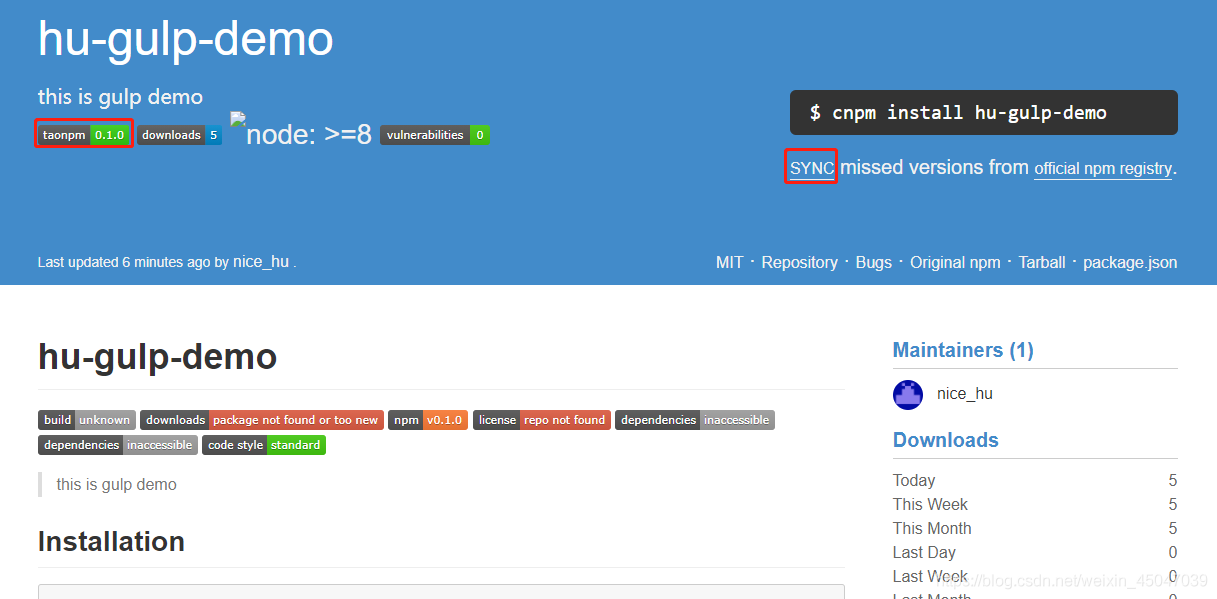 hu-gulp-demo
this is gulp demo
taonpm 0.1.0 downloads 5 node: >=8 vulnerabilities 0
$ cnpm install hu-gulp-demo
SYNC missed versions from official npm registry.
Last updated 6 minutes ago by nice_hu .
MIT · Repository · Bugs · Original npm · Tarball · package.json
hu-gulp-demo
build unknown downloads package not found or too new npm v0.1.0 license repo not found dependencies inaccessible
dependencies inaccessible code style standard
this is gulp demo
Installation
Maintainers (1)
nice_hu
Downloads
Today 5
This Week 5
This Month 5
Last Day 0
Last Week 0
https://blog.csdn.net/weixin_45047039
Last Month 0